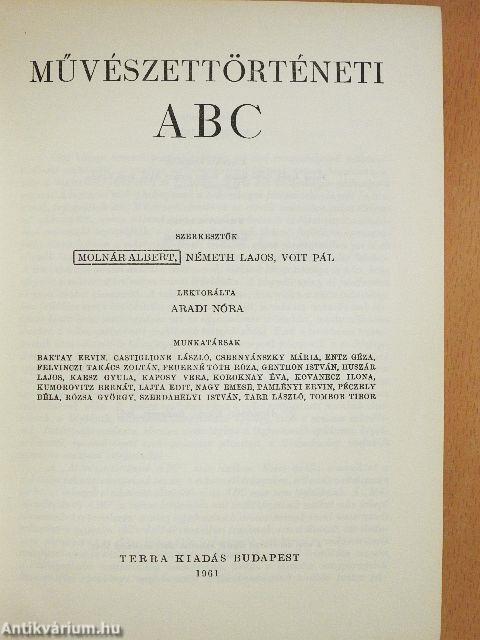 MŰVÉSZETTÖRTÉNETI
ABC
SZERKESZTŐK
MOLNÁR ALBERT, NÉMETH LAJOS, VOIT PÁL
LEKTORÁLTA
ARADI NÓRA
MUNKATÁRSAK
BAKTAY ERVIN, CASTIGLIONE LÁSZLÓ, CSERNYÁNSZKY MÁRIA, ENTZ GÉZA,
FELVINCZI TAKÁCS ZOLTÁN, FEUERNÉ TÓTH RÓZA, GENTHON ISTVÁN, HUSZÁR
LAJOS, KAESZ GYULA, KAPOSY VERA, KOROKNAY ÉVA, KOVANECZ ILONA,
KUMOROVITZ BERNÁT, LAJTA EDIT, NAGY EMESE, PAMLÉNYI ERVIN, PÉCZELY
BÉLA, RÓZSA GYÖRGY, SZERDAHELYI ISTVÁN, TARR LÁSZLÓ, TOMBOR TIBOR
TERRA KIADÁS BUDAPEST
1961
Antikvárium.hu